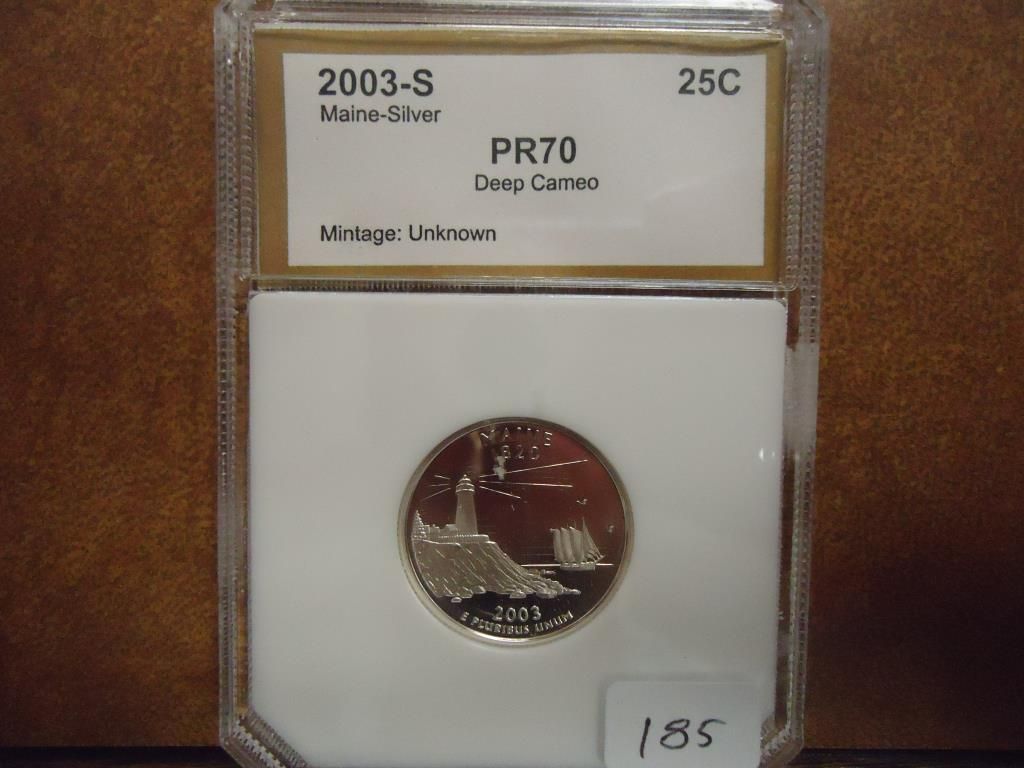 2003-S 25C
Maine-Silver
PR70
Deep Cameo
Mintage: Unknown
MAINE
1820
2003
E PLURIBUS UNUM
185